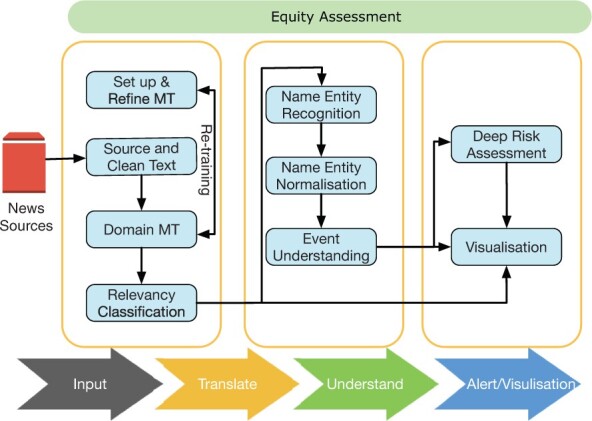 Equity Assessment
Set up &
Refine MT
Re-training
Source and
Clean Text
News
Sources
Domain MT
Relevancy
Classification
Name Entity
Recognition
Name Entity
Normalisation
Event
Understanding
Deep Risk
Assessment
Visualisation
Input
Translate
Understand
Alert/Visulisation